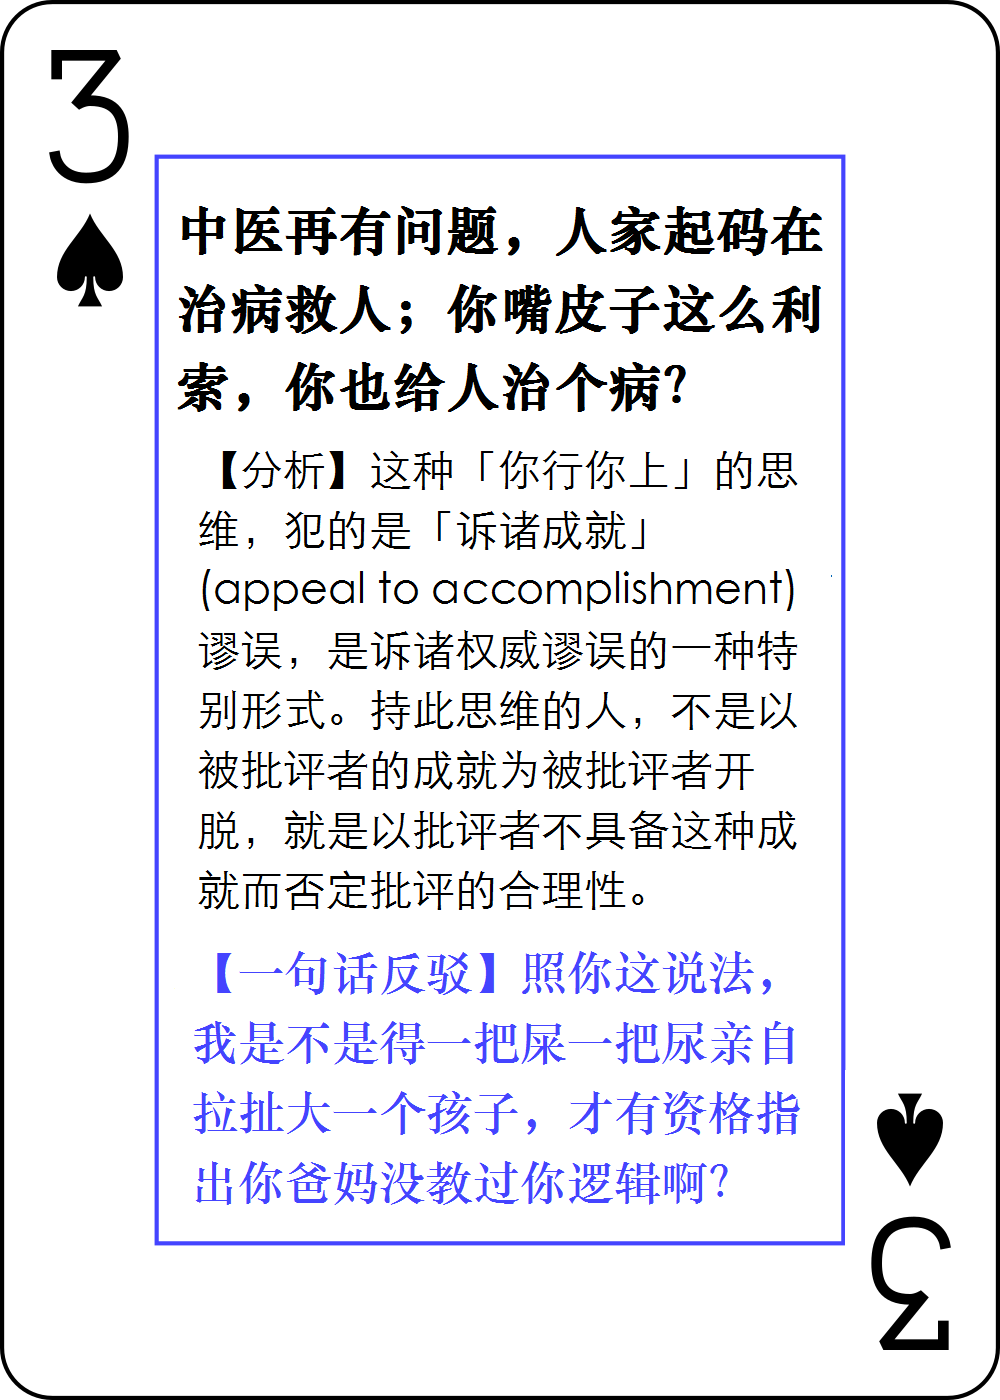 3
中医再有问题，人家起码在
治病救人；你嘴皮子这么利
索，你也给人治个病？
【分析】这种「你行你上」的思
维，犯的是「诉诸成就」
(appeal to accomplishment)
谬误，是诉诸权威谬误的一种特
别形式。持此思维的人，不是以
被批评者的成就为被批评者开
脱，就是以批评者不具备这种成
就而否定批评的合理性。
【一句话反驳】照你这说法，
我是不是得一把屎一把尿亲自
拉扯大一个孩子，才有资格指
出你爸妈没教过你逻辑啊？
3